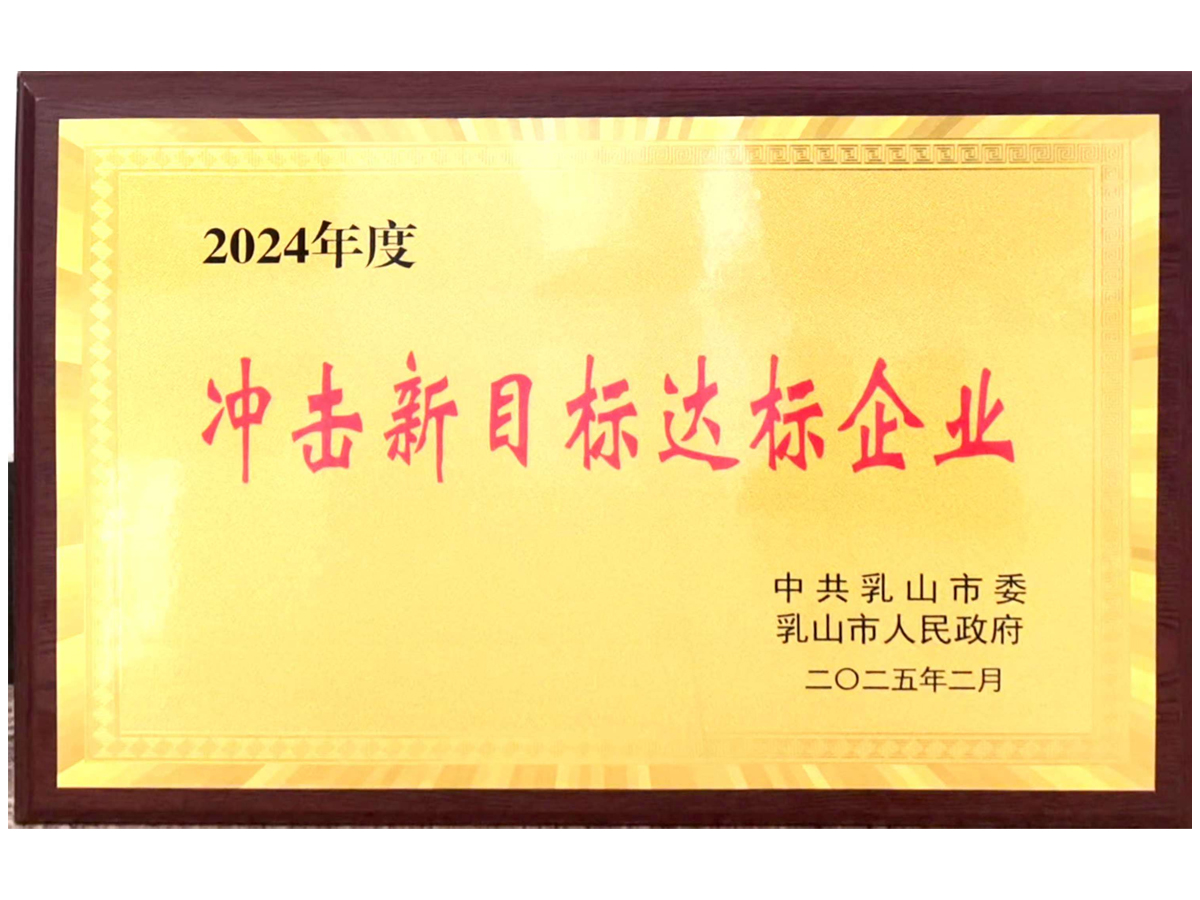 2024年度
冲击新目标达标企业
中共乳山市委
乳山市人民政府
二〇二五年二月